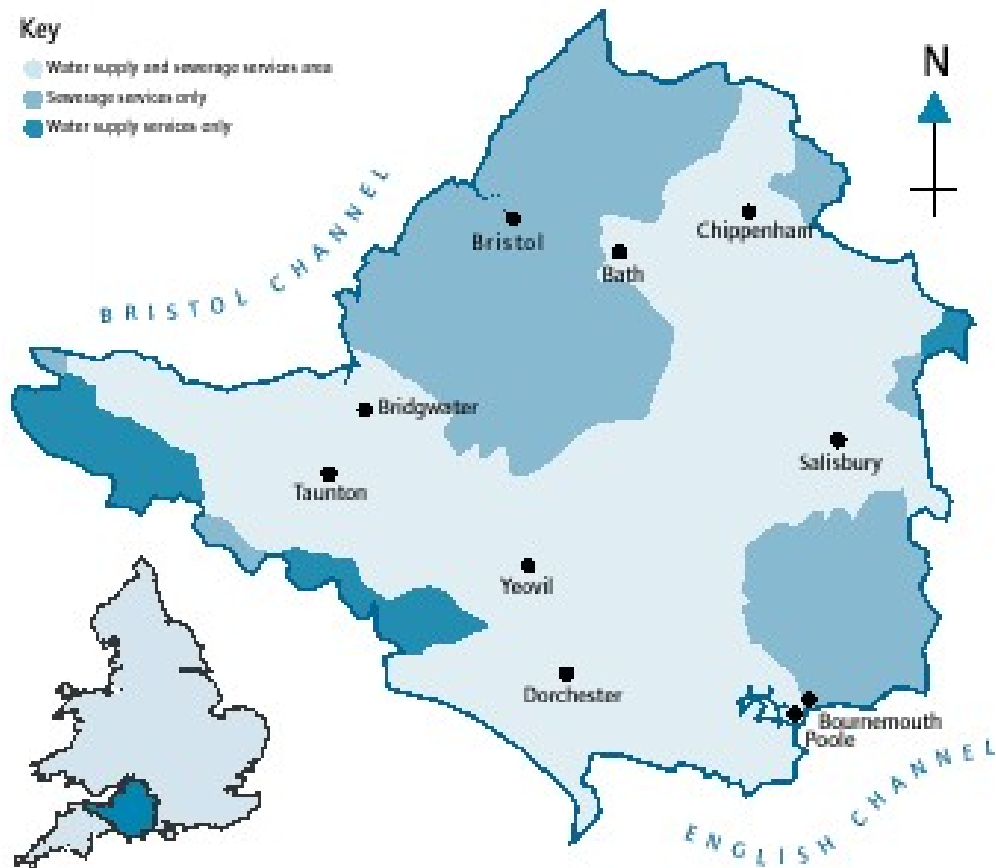 Key
Water supply and sewerage services area
Sewerage services only
Water supply services only
N
BRISTOL CHANNEL
Bristol
Bath
Chippenham
Bridgwater
Taunton
Salisbury
Yeovil
Dorchester
Bournemouth
Poole
ENGLISH CHANNEL